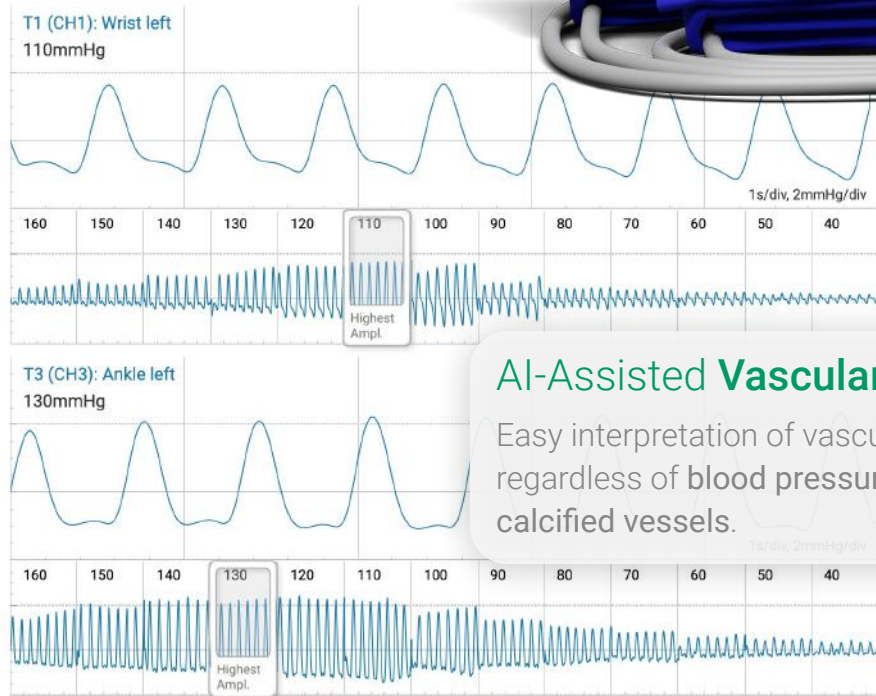 T1 (CH1): Wrist left
110mmHg
1s/div, 2mmHg/div
160 150 140 130 120 110 100 90 80 70 60 50 40
Highest
Ampl.
T3 (CH3): Ankle left
130mmHg
AI-Assisted Vascular
Easy interpretation of vascu
regardless of blood pressur
calcified vessels.
1s/div, 2mmHg/div
160 150 140 130 120 110 100 90 80 70 60 50 40
Highest
Ampl.